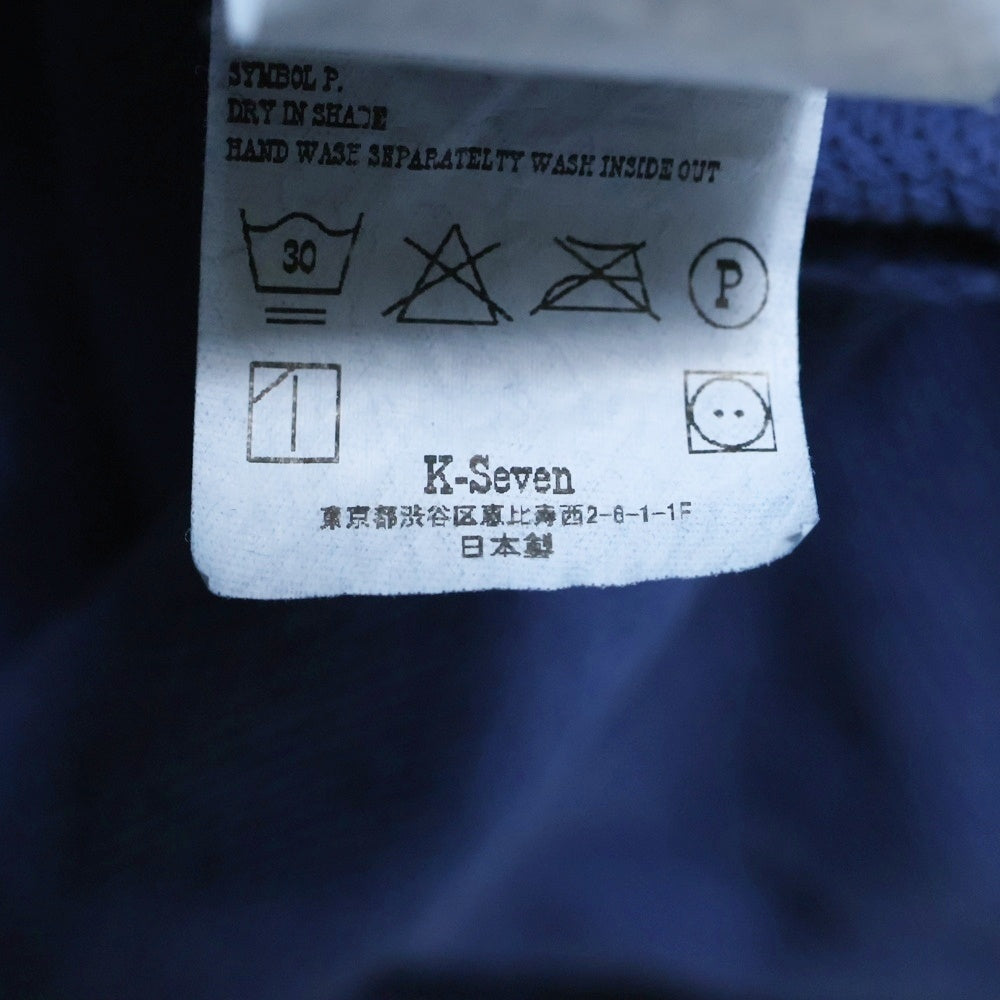 SYMBOL P.
DRY IN SHADE
HAND WASH SEPARATELTY WASH INSIDE OUT
30
P
K-Seven
東京都渋谷区恵比寿西2-6-1-1F
日本製